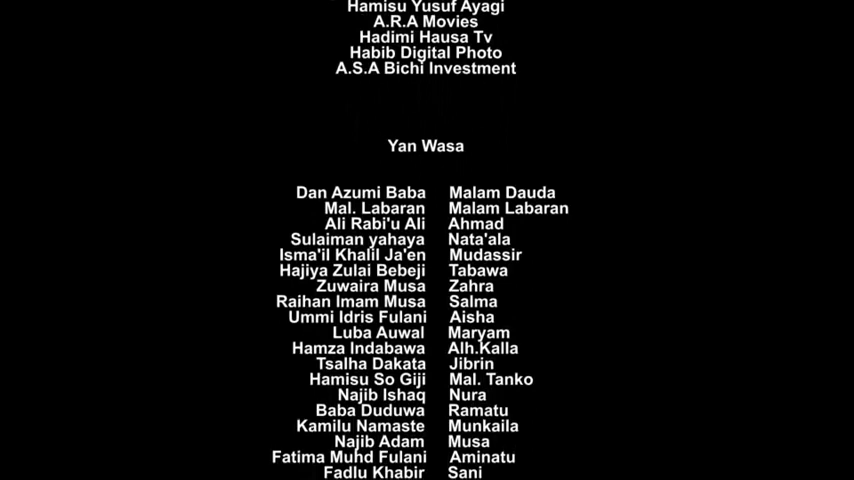 Hamisu Yusuf Ayagi
A.R.A Movies
Hadimi Hausa Tv
Habib Digital Photo
A.S.A Bichi Investment
Yan Wasa
Dan Azumi Baba Malam Dauda
Mal. Labaran Malam Labaran
Ali Rabi'u Ali Ahmad
Sulaiman yahaya Nata'ala
Isma'il Khalil Ja'en Mudassir
Hajiya Zulai Bebeji Tabawa
Zuwaira Musa Zahra
Raihan Imam Musa Salma
Ummi Idris Fulani Aisha
Luba Auwal Maryam
Hamza Indabawa Alh.Kalla
Tsalha Dakata Jibrin
Hamisu So Giji Mal. Tanko
Najib Ishaq Nura
Baba Duduwa Ramatu
Kamilu Namaste Munkaila
Najib Adam Musa
Fatima Muhd Fulani Aminatu
Fadlu Khabir Sani